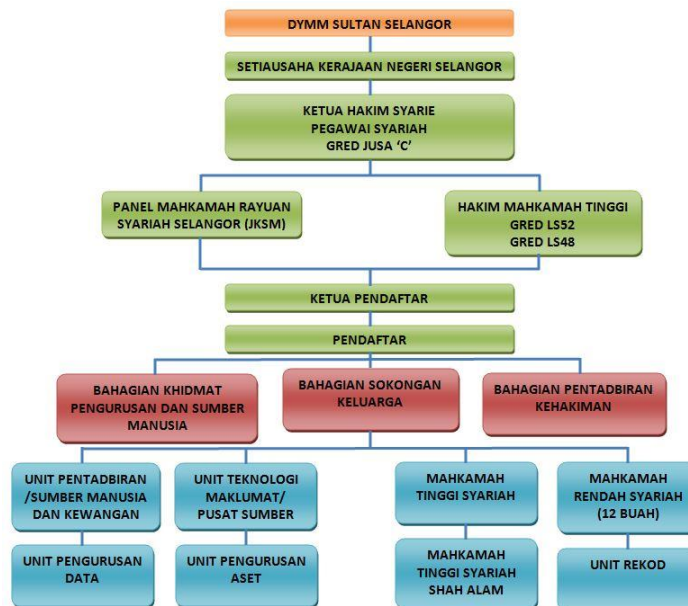 DYMM SULTAN SELANGOR
SETIAUSAHA KERAJAAN NEGERI SELANGOR
KETUA HAKIM SYARIE
PEGAWAI SYARIAH
GRED JUSA ‘C’
PANEL MAHKAMAH RAYUAN
SYARIAH SELANGOR (JKSM)
HAKIM MAHKAMAH TINGGI
GRED LS52
GRED LS48
KETUA PENDAFTAR
PENDAFTAR
BAHAGIAN KHIDMAT
PENGURUSAN DAN SUMBER
MANUSIA
BAHAGIAN SOKONGAN
KELUARGA
BAHAGIAN PENTADBIRAN
KEHAKIMAN
UNIT PENTADBIRAN
/SUMBER MANUSIA
DAN KEWANGAN
UNIT TEKNOLOGI
MAKLUMAT/
PUSAT SUMBER
MAHKAMAH
TINGGI SYARIAH
MAHKAMAH
RENDAH SYARIAH
(12 BUAH)
UNIT PENGURUSAN
DATA
UNIT PENGURUSAN
ASET
MAHKAMAH
TINGGI SYARIAH
SHAH ALAM
UNIT REKOD